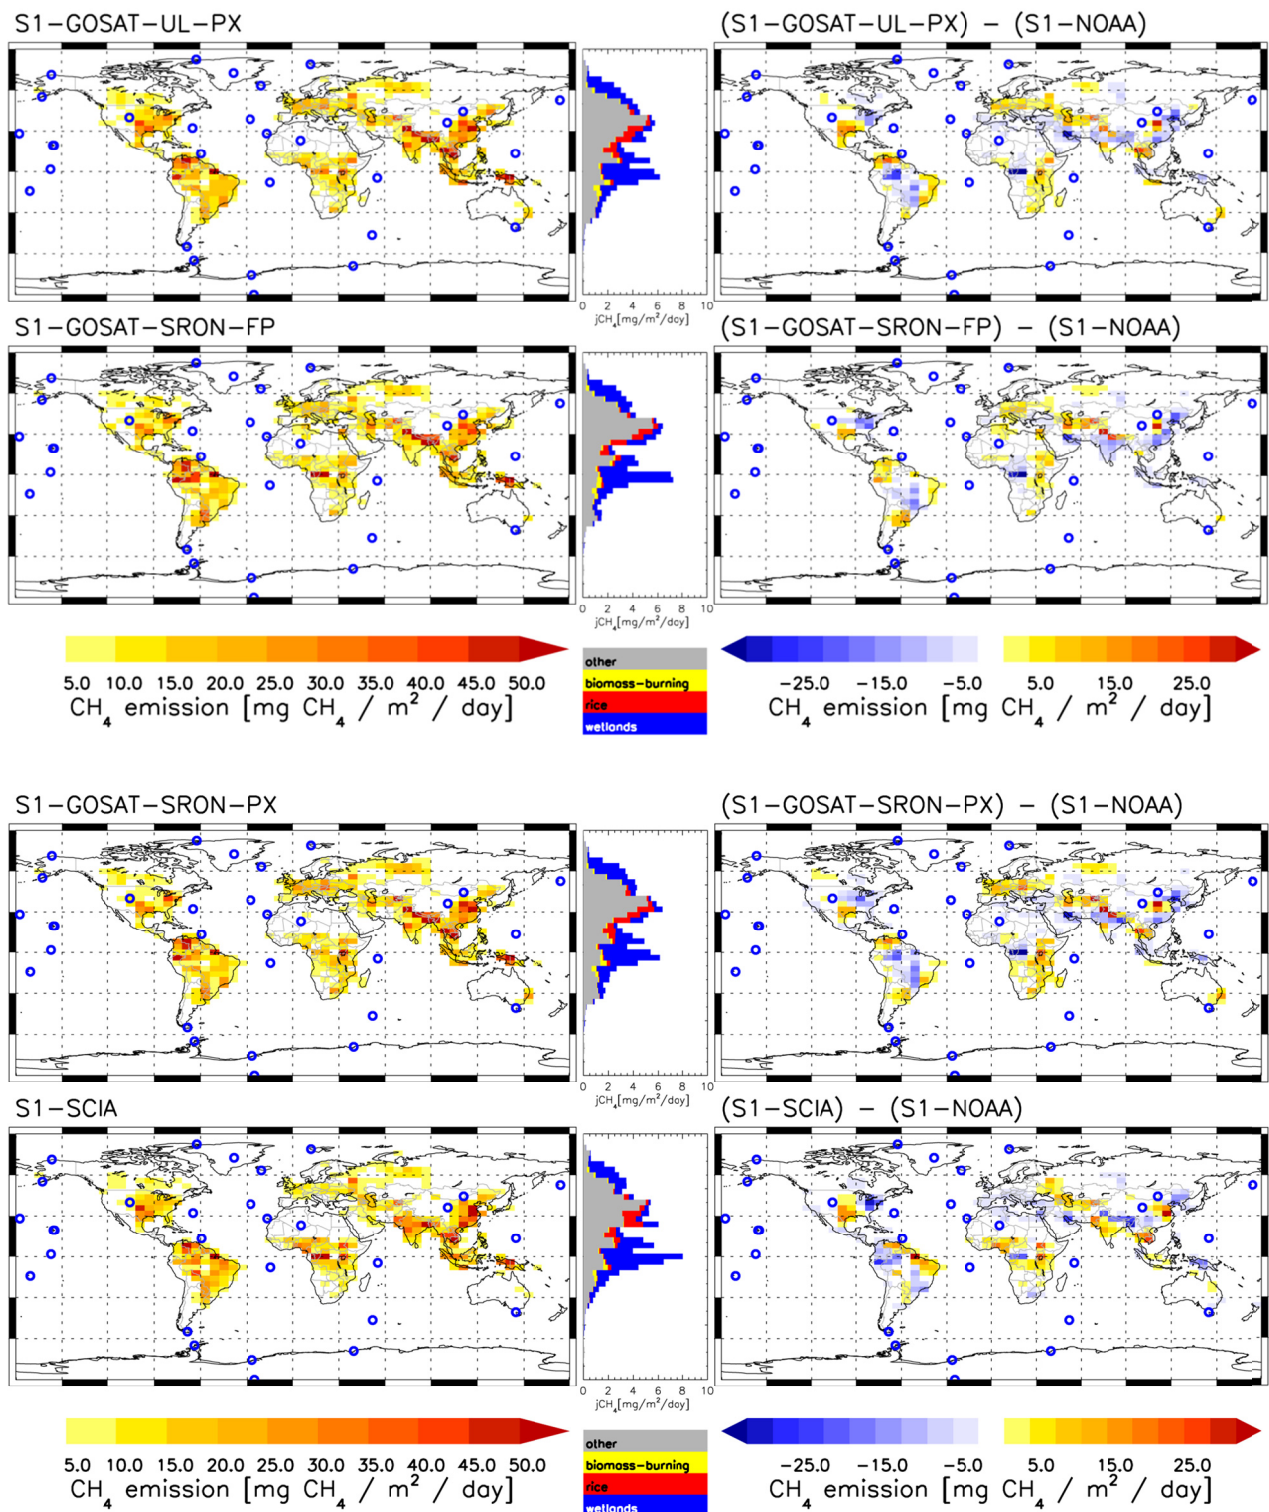 S1-GOSAT-UL-PX
(S1-GOSAT-UL-PX) - (S1-NOAA)
0 2 4 6 8 10
jCH4[mg/m2/day]
S1-GOSAT-SRON-FP
(S1-GOSAT-SRON-FP) - (S1-NOAA)
0 2 4 6 8 10
jCH4[mg/m2/day]
5.0 10.0 15.0 20.0 25.0 30.0 35.0 40.0 45.0 50.0
CH4 emission [mg CH4 / m2 / day]
other
biomass-burning
rice
wetlands
-25.0 -15.0 -5.0 5.0 15.0 25.0
CH4 emission [mg CH4 / m2 / day]
S1-GOSAT-SRON-PX
(S1-GOSAT-SRON-PX) - (S1-NOAA)
0 2 4 6 8 10
jCH4[mg/m2/day]
S1-SCIA
(S1-SCIA) - (S1-NOAA)
0 2 4 6 8 10
jCH4[mg/m2/day]
5.0 10.0 15.0 20.0 25.0 30.0 35.0 40.0 45.0 50.0
CH4 emission [mg CH4 / m2 / day]
other
biomass-burning
rice
wetlands
-25.0 -15.0 -5.0 5.0 15.0 25.0
CH4 emission [mg CH4 / m2 / day]